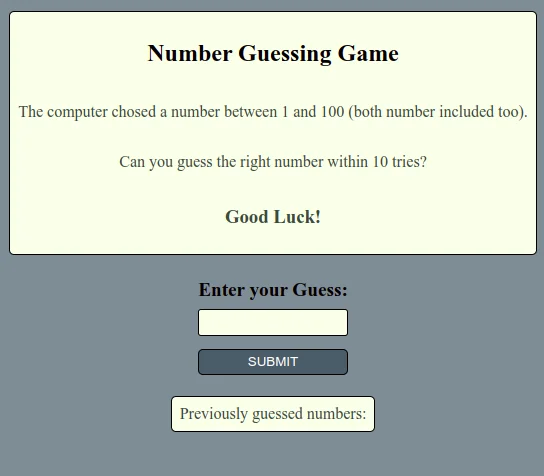 Number Guessing Game
The computer chosed a number between 1 and 100 (both number included too).
Can you guess the right number within 10 tries?
Good Luck!
Enter your Guess:
SUBMIT
Previously guessed numbers: